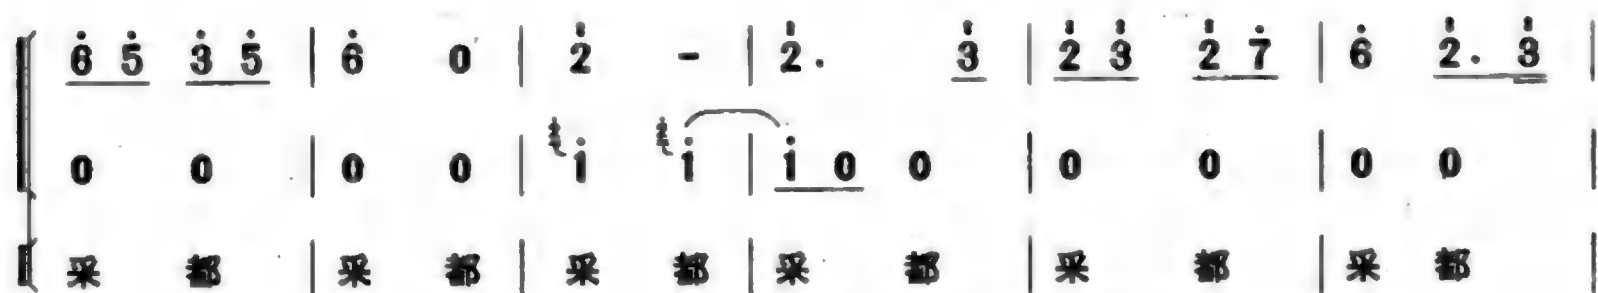 6 5 3 5 | 6 0 | 2 - | 2. 3 | 2 3 2 7 | 6 2. 3 |
0 0 | 0 0 | 2 i 2 i | i 0 0 | 0 0 | 0 0 |
采 都 | 采 都 | 采 都 | 采 都 | 采 都 | 采 都 |